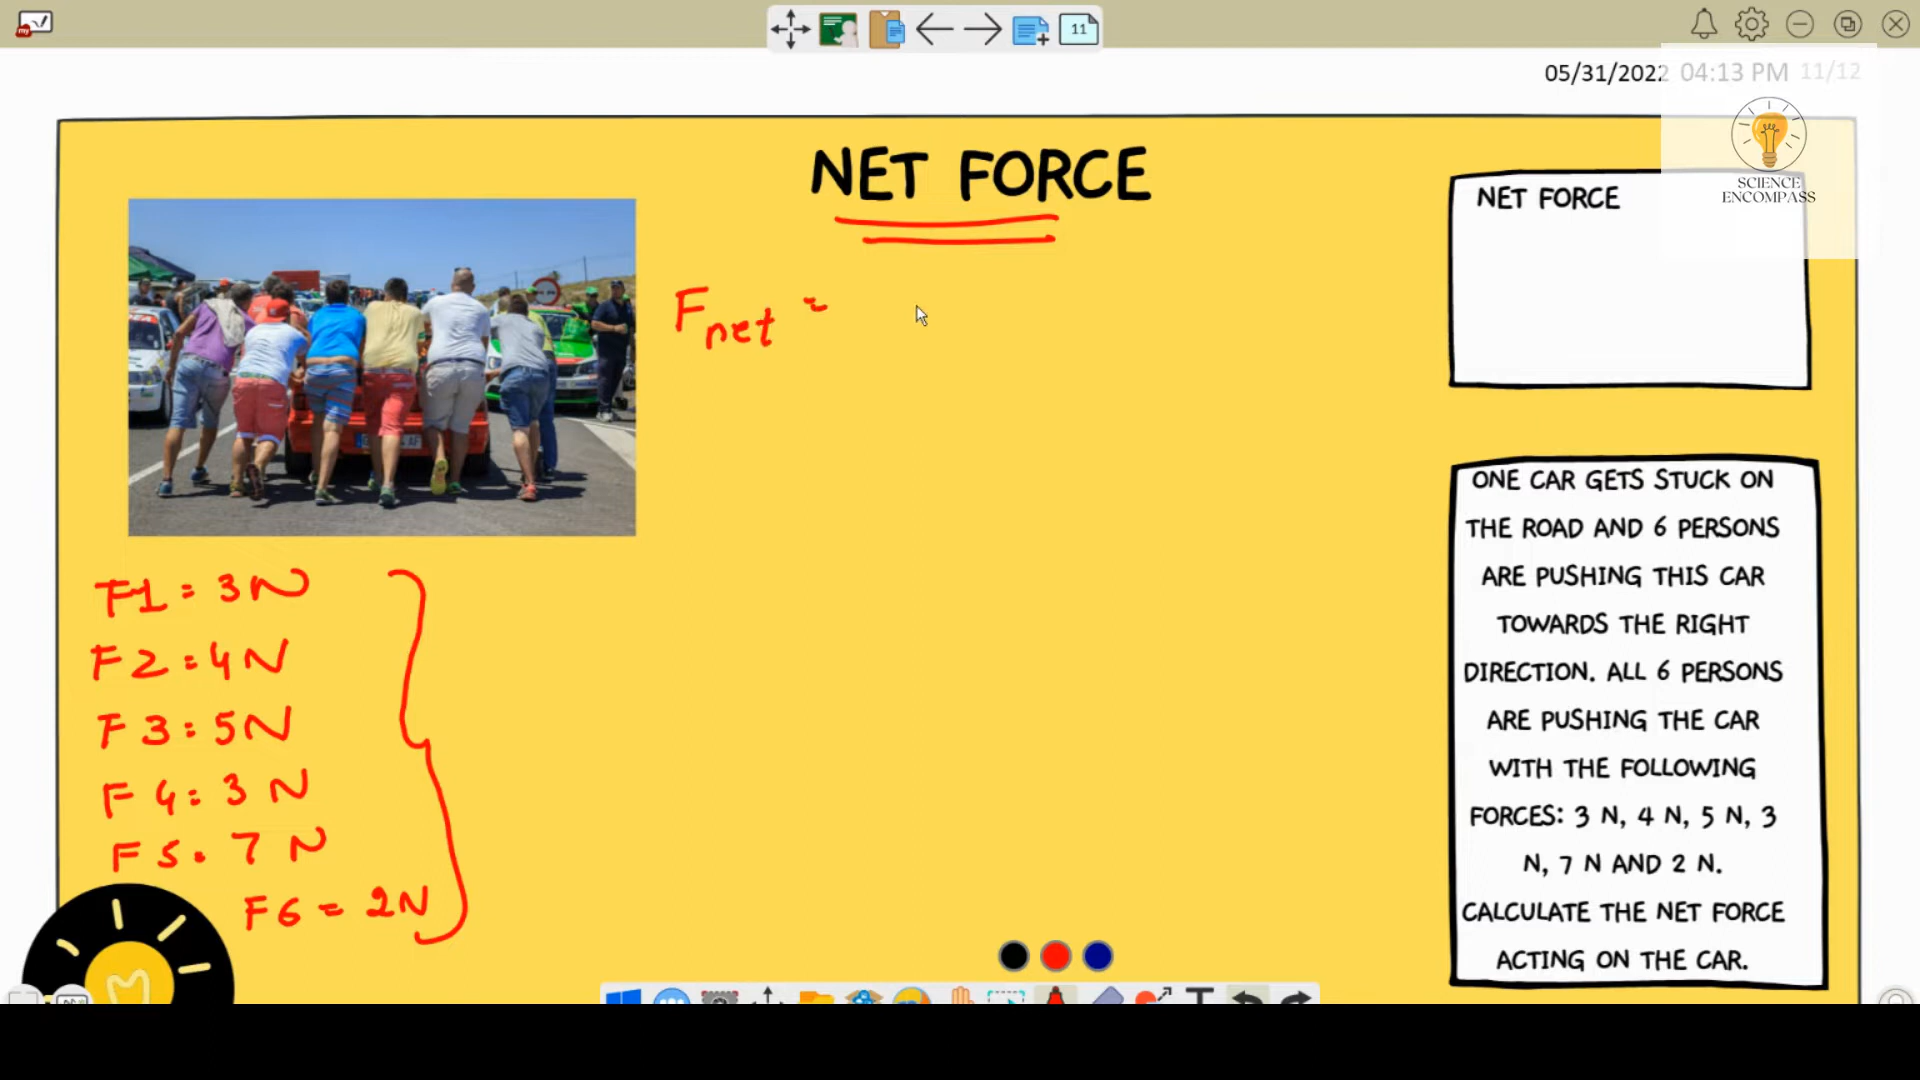 11
05/31/2022 04:13 PM 11/12
NET FORCE
NET FORCE
SCIENCE
ENCOMPASS
Fnet =
F1 = 3N
F2 = 4N
F3 = 5N
F4 = 3N
F5 = 7N
F6 = 2N
ONE CAR GETS STUCK ON
THE ROAD AND 6 PERSONS
ARE PUSHING THIS CAR
TOWARDS THE RIGHT
DIRECTION. ALL 6 PERSONS
ARE PUSHING THE CAR
WITH THE FOLLOWING
FORCES: 3 N, 4 N, 5 N, 3
N, 7 N AND 2 N.
CALCULATE THE NET FORCE
ACTING ON THE CAR.